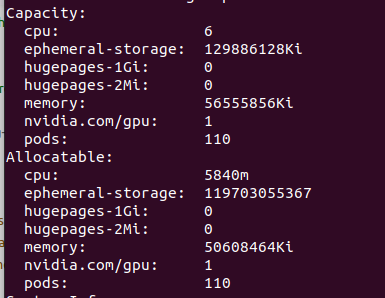 Capacity:
  cpu:                6
  ephemeral-storage:  129886128Ki
  hugepages-1Gi:      0
  hugepages-2Mi:      0
  memory:             56555856Ki
  nvidia.com/gpu:     1
  pods:               110
Allocatable:
  cpu:                5840m
  ephemeral-storage:  119703055367
  hugepages-1Gi:      0
  hugepages-2Mi:      0
  memory:             50608464Ki
  nvidia.com/gpu:     1
  pods:               110